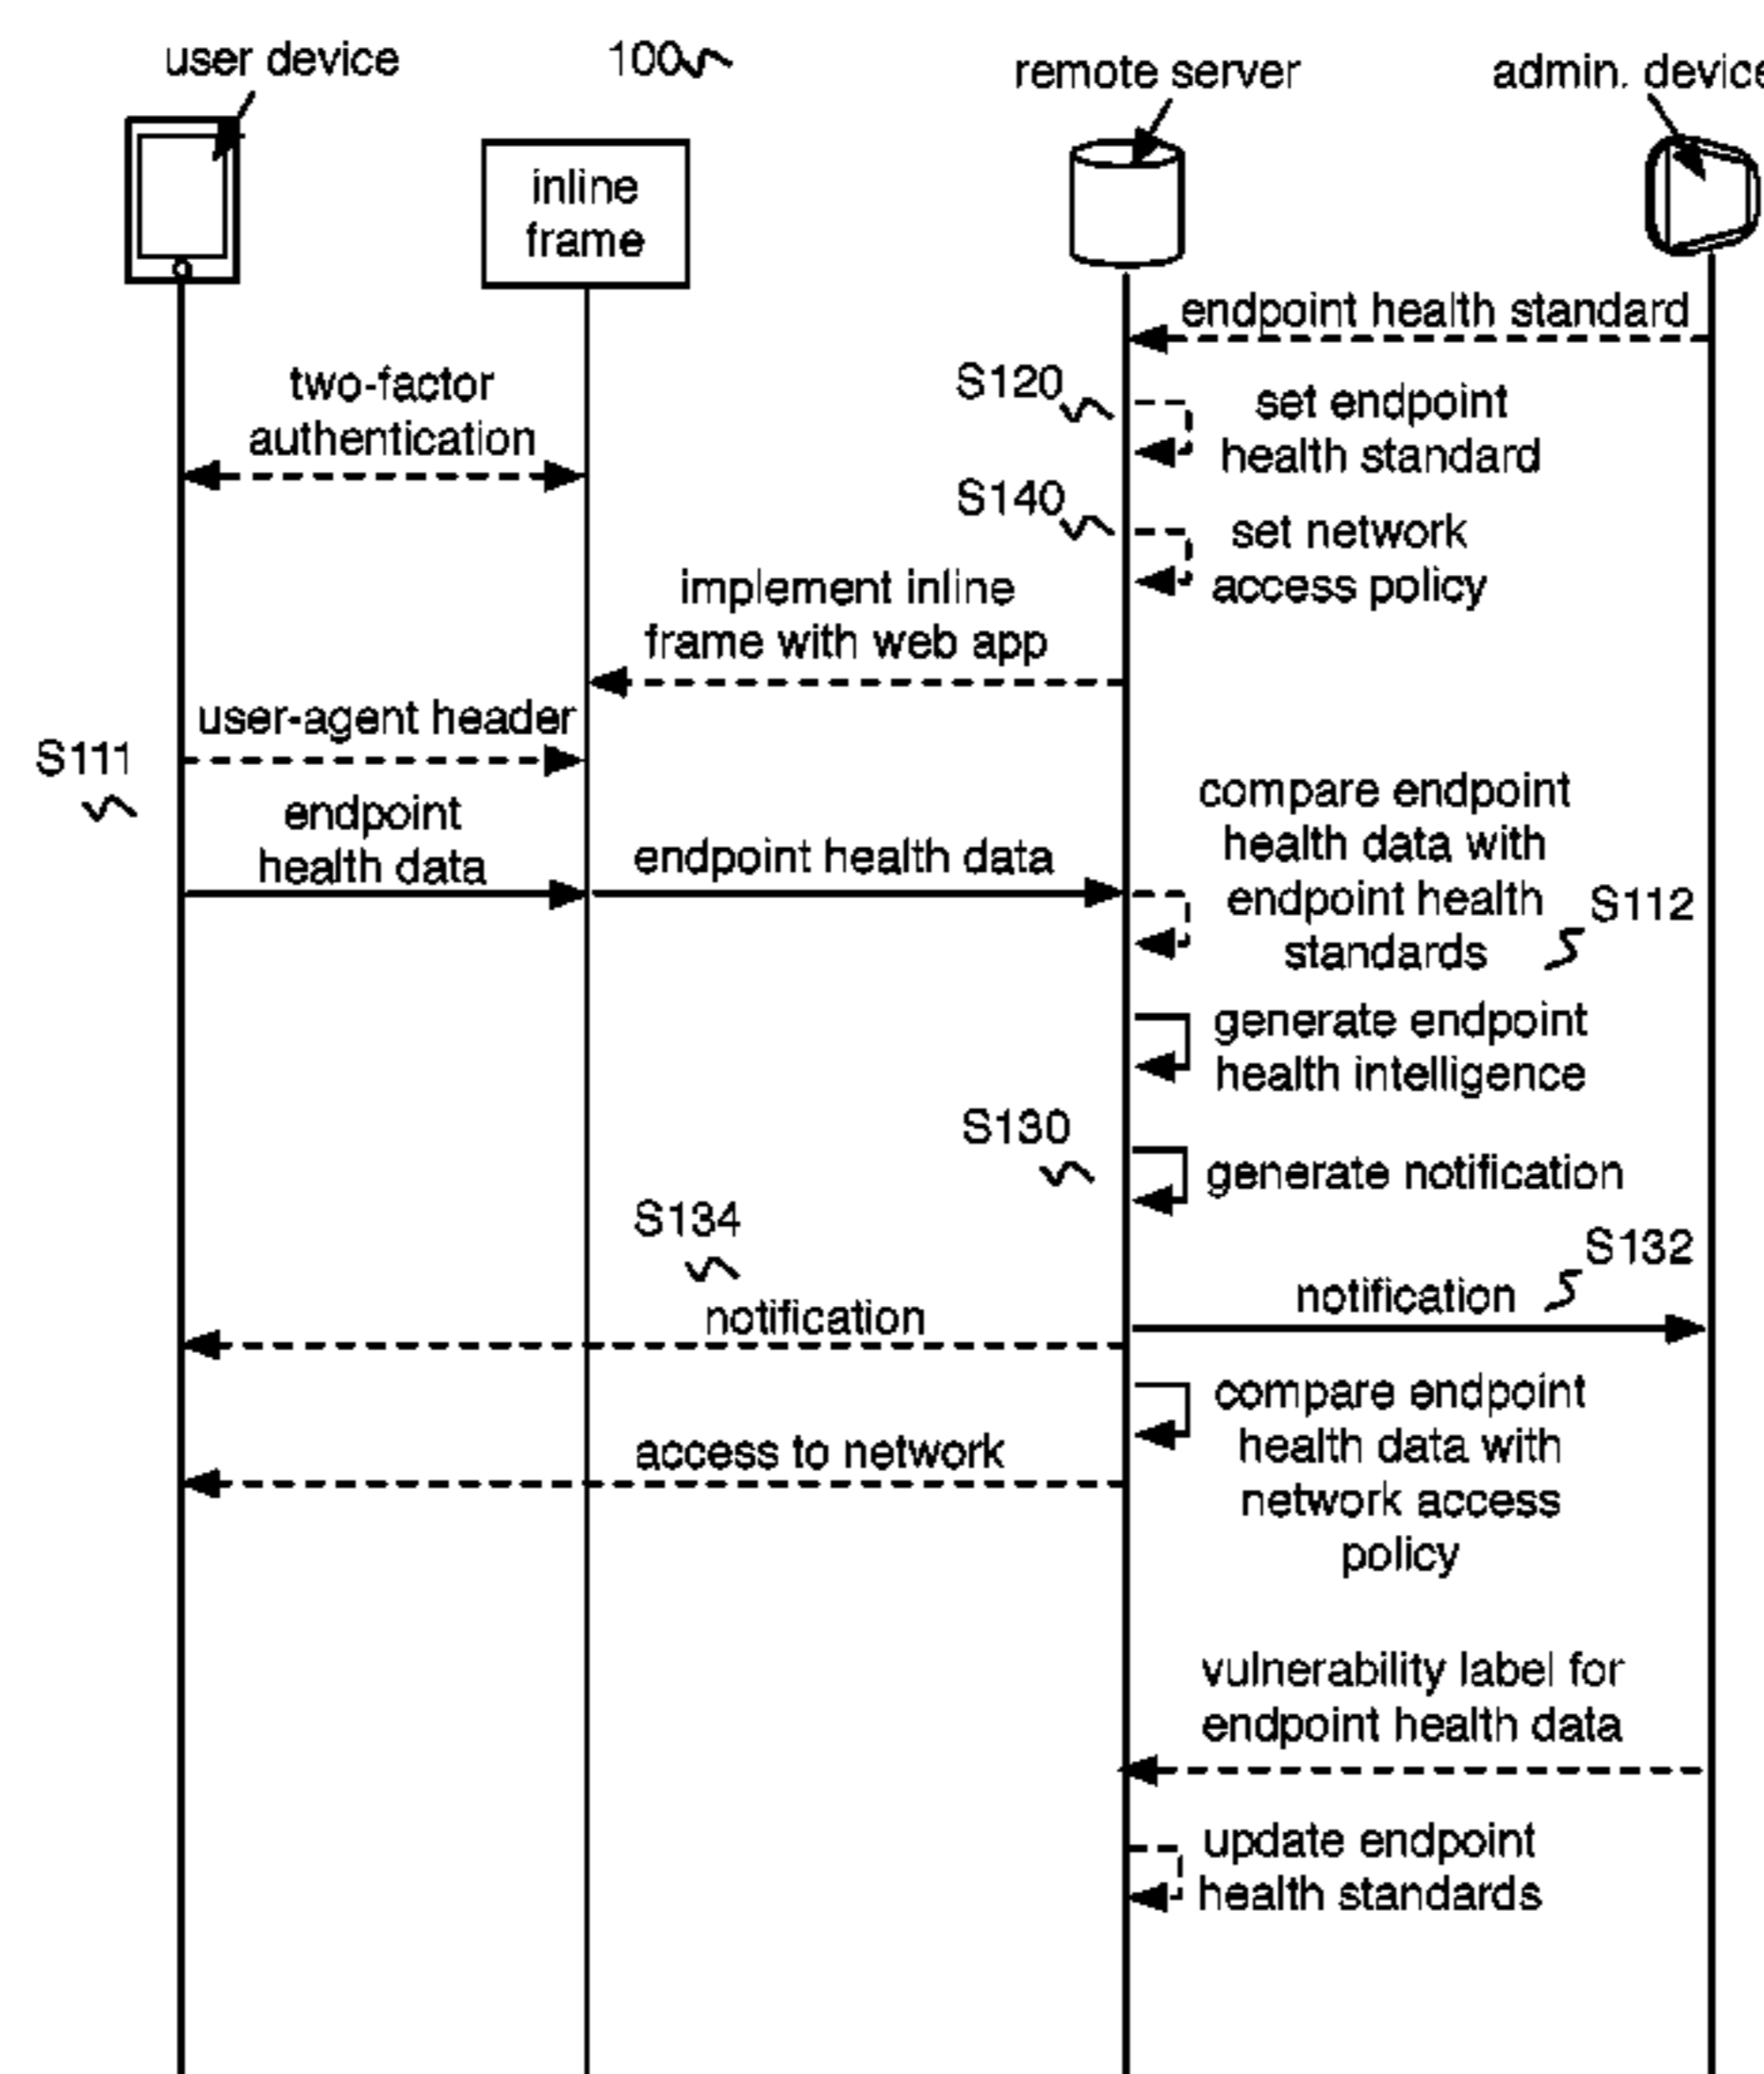 user device
100
remote server
admin. device
inline
frame
endpoint health standard
two-factor
authentication
S120
set endpoint
health standard
S140
set network
access policy
implement inline
frame with web app
user-agent header
S111
endpoint
health data
endpoint health data
compare endpoint
health data with
endpoint health
standards
S112
generate endpoint
health intelligence
S130
generate notification
S134
notification
S132
notification
compare endpoint
health data with
network access
policy
access to network
vulnerability label for
endpoint health data
update endpoint
health standards